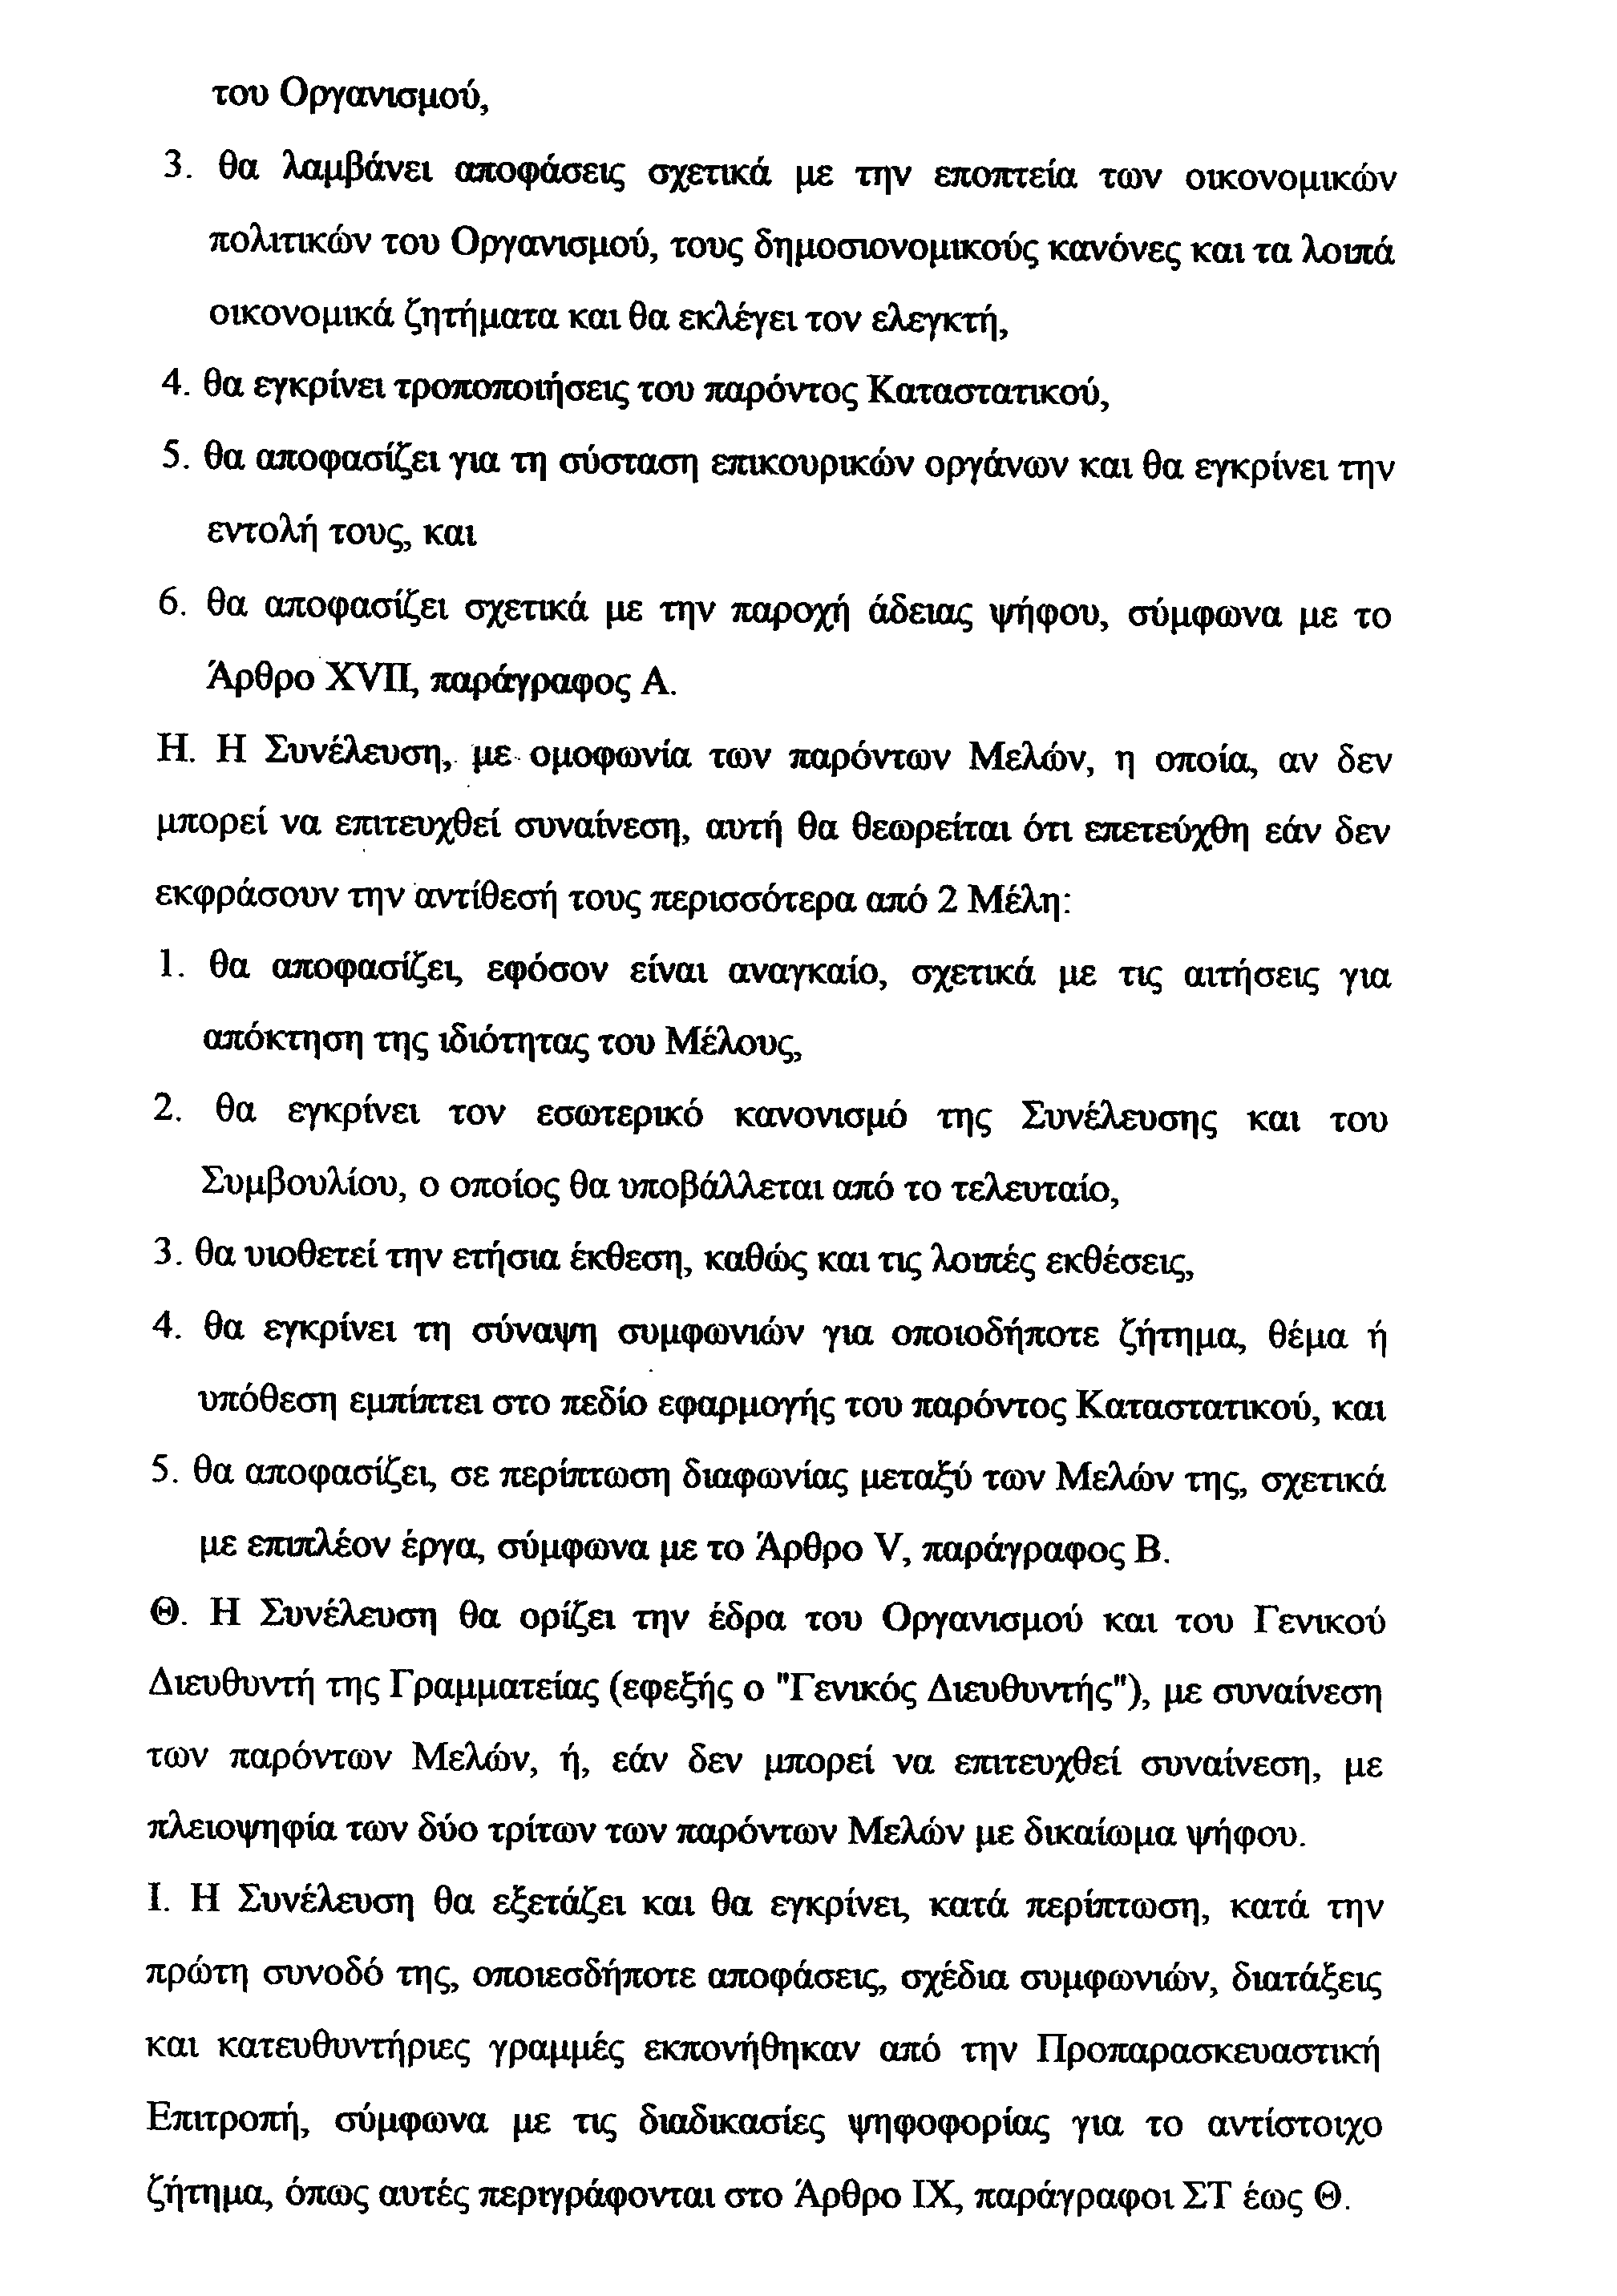 του Οργανισμού,
3. θα λαμβάνει αποφάσεις σχετικά με την εποπτεία των οικονομικών
πολιτικών του Οργανισμού, τους δημοσιονομικούς κανόνες και τα λοιπά
οικονομικά ζητήματα και θα εκλέγει τον ελεγκτή,
4. θα εγκρίνει τροποποιήσεις του παρόντος Καταστατικού,
5. θα αποφασίζει για τη σύσταση επικουρικών οργάνων και θα εγκρίνει την
εντολή τους, και
6. θα αποφασίζει σχετικά με την παροχή άδειας ψήφου, σύμφωνα με το
Άρθρο XVII, παράγραφος Α.
Η. Η Συνέλευση, με ομοφωνία των παρόντων Μελών, η οποία, αν δεν
μπορεί να επιτευχθεί συναίνεση, αυτή θα θεωρείται ότι επετεύχθη εάν δεν
εκφράσουν την αντίθεσή τους περισσότερα από 2 Μέλη:
1. θα αποφασίζει, εφόσον είναι αναγκαίο, σχετικά με τις αιτήσεις για
απόκτηση της ιδιότητας του Μέλους,
2. θα εγκρίνει τον εσωτερικό κανονισμό της Συνέλευσης και του
Συμβουλίου, ο οποίος θα υποβάλλεται από το τελευταίο,
3. θα υιοθετεί την ετήσια έκθεση, καθώς και τις λοιπές εκθέσεις,
4. θα εγκρίνει τη σύναψη συμφωνιών για οποιοδήποτε ζήτημα, θέμα ή
υπόθεση εμπίπτει στο πεδίο εφαρμογής του παρόντος Καταστατικού, και
5. θα αποφασίζει, σε περίπτωση διαφωνίας μεταξύ των Μελών της, σχετικά
με επιπλέον έργα, σύμφωνα με το Άρθρο V, παράγραφος Β.
Θ. Η Συνέλευση θα ορίζει την έδρα του Οργανισμού και του Γενικού
Διευθυντή της Γραμματείας (εφεξής ο "Γενικός Διευθυντής"), με συναίνεση
των παρόντων Μελών, ή, εάν δεν μπορεί να επιτευχθεί συναίνεση, με
πλειοψηφία των δύο τρίτων των παρόντων Μελών με δικαίωμα ψήφου.
Ι. Η Συνέλευση θα εξετάζει και θα εγκρίνει, κατά περίπτωση, κατά την
πρώτη συνοδό της, οποιεσδήποτε αποφάσεις, σχέδια συμφωνιών, διατάξεις
και κατευθυντήριες γραμμές εκπονήθηκαν από την Προπαρασκευαστική
Επιτροπή, σύμφωνα με τις διαδικασίες ψηφοφορίας για το αντίστοιχο
ζήτημα, όπως αυτές περιγράφονται στο Άρθρο IX, παράγραφοι ΣΤ έως Θ.